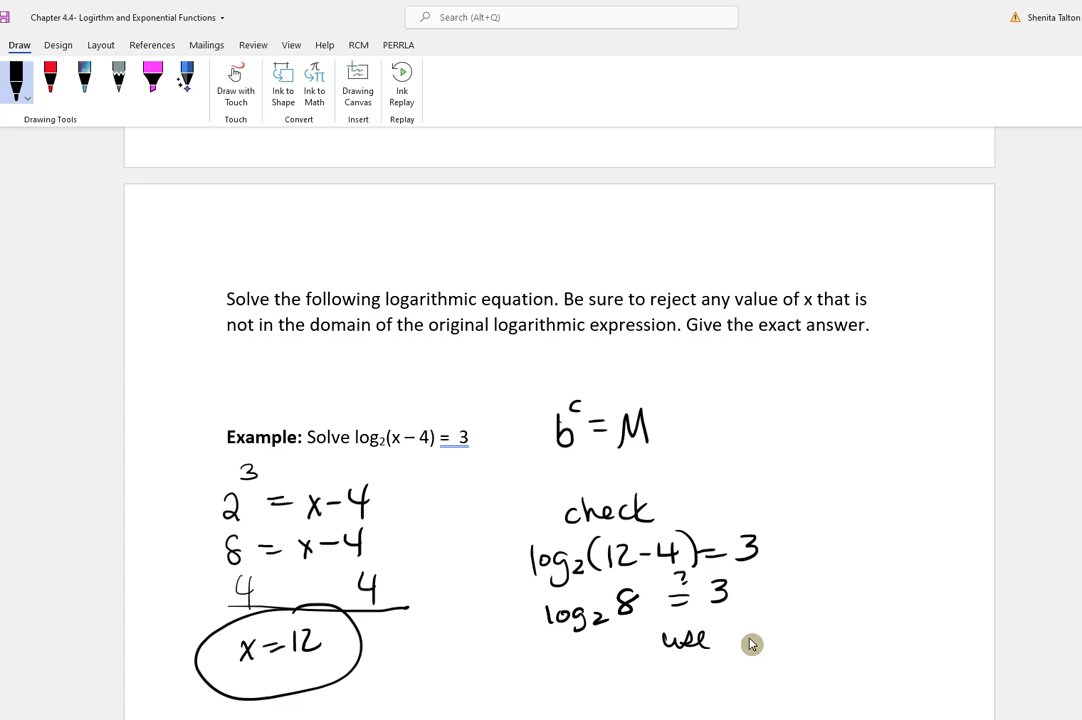 Chapter 4.4- Logirthm and Exponential Functions
Search (Alt+Q)
Shenita Talton
Draw Design Layout References Mailings Review View Help RCM PERRLA
Draw with Touch
Ink to Shape
Ink to Math
Drawing Canvas
Ink Replay
Drawing Tools Touch Convert Insert Replay
Solve the following logarithmic equation. Be sure to reject any value of x that is
not in the domain of the original logarithmic expression. Give the exact answer.
bᶜ = M
Example: Solve log₂(x – 4) = 3
2³ = x-4
8 = x-4
4 4
x=12
check
log₂(12-4)=3
log₂8 ≟ 3
use